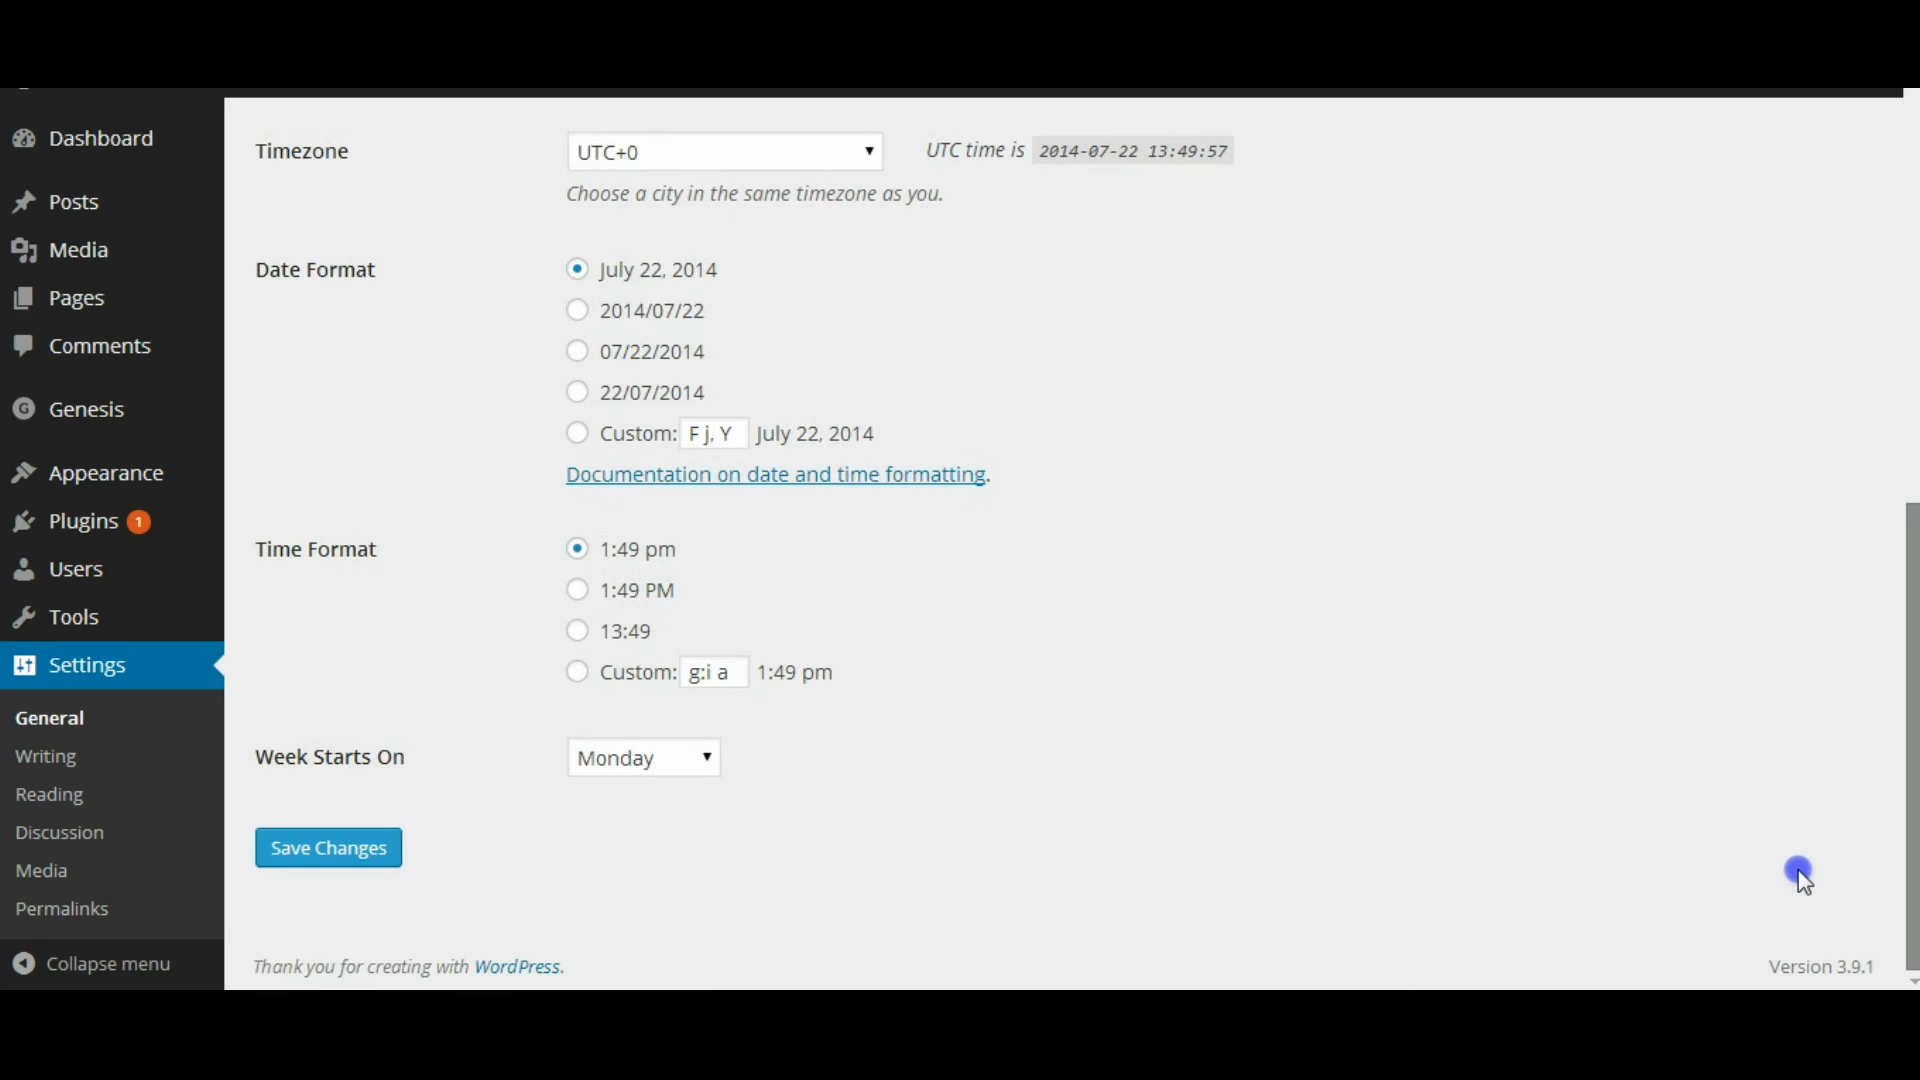 Dashboard
Posts
Media
Pages
Comments
Genesis
Appearance
Plugins 1
Users
Tools
Settings
General
Writing
Reading
Discussion
Media
Permalinks
Collapse menu
Timezone UTC+0 UTC time is 2014-07-22 13:49:57
Choose a city in the same timezone as you.
Date Format July 22, 2014
2014/07/22
07/22/2014
22/07/2014
Custom: F j, Y July 22, 2014
Documentation on date and time formatting.
Time Format 1:49 pm
1:49 PM
13:49
Custom: g:i a 1:49 pm
Week Starts On Monday
Save Changes
Thank you for creating with WordPress. Version 3.9.1